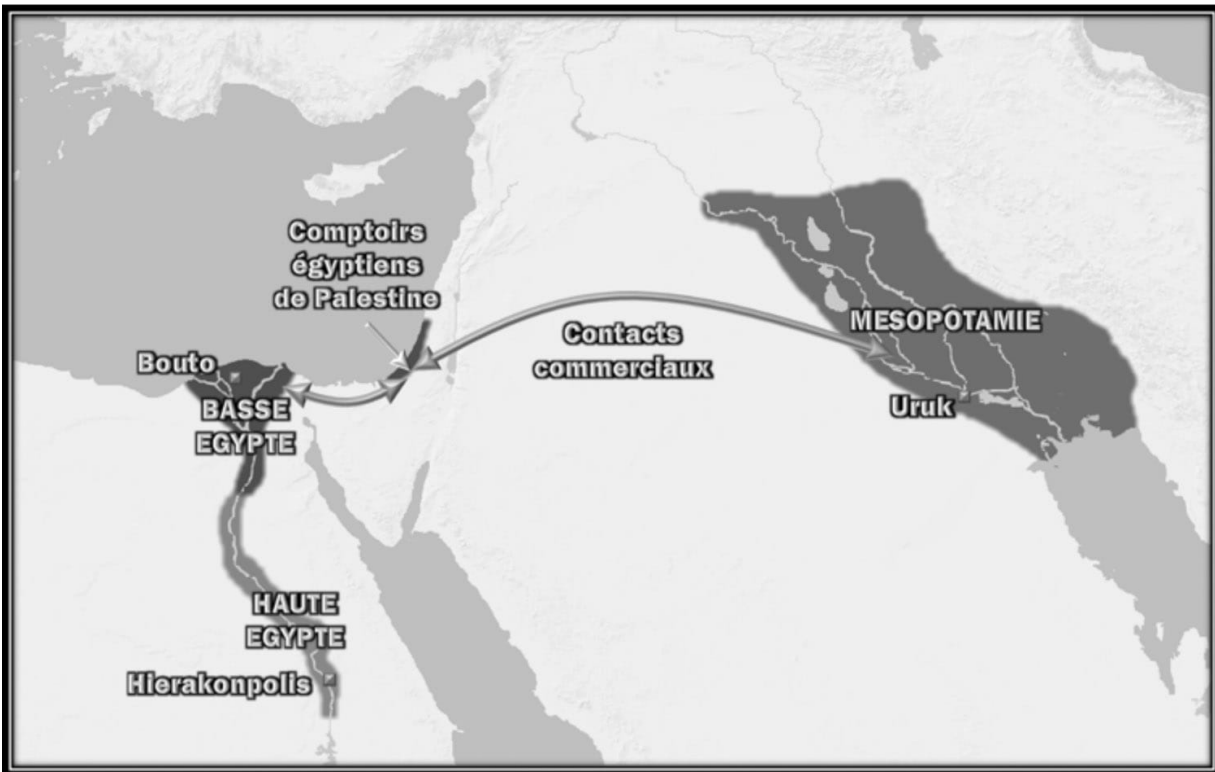 Comptoirs
égyptiens
de Palestine
Contacts
commerciaux
MESOPOTAMIE
Uruk
Bouto
BASSE
EGYPTE
HAUTE
EGYPTE
Hierakonpolis